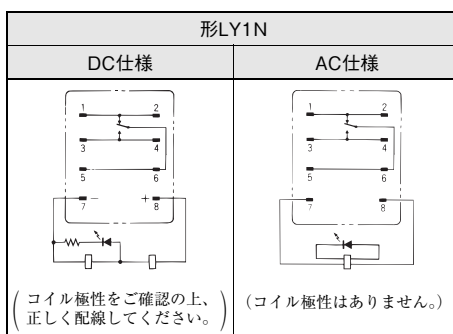 形LY1N
DC仕様
AC仕様
1 2
3 4
5 6
7 − + 8
1 2
3 4
5 6
7 8
コイル極性をご確認の上、
正しく配線してください。
（コイル極性はありません。）